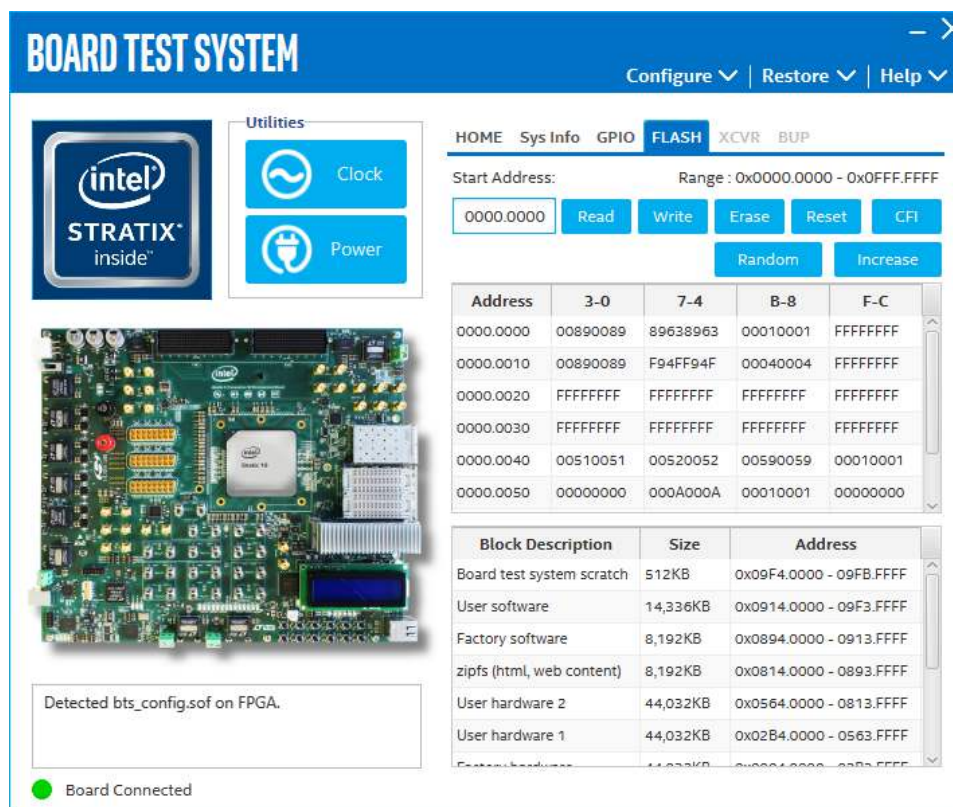 BOARD TEST SYSTEM
Configure | Restore | Help
Utilities
intel
STRATIX
inside™
Clock
Power
HOME Sys Info GPIO FLASH XCVR BUP
Start Address: Range : 0x0000.0000 - 0x0FFF.FFFF
0000.0000 Read Write Erase Reset CFI
Random Increase
Address 3-0 7-4 B-8 F-C
0000.0000 00890089 89638963 00010001 FFFFFFFF
0000.0010 00890089 F94FF94F 00040004 FFFFFFFF
0000.0020 FFFFFFFF FFFFFFFF FFFFFFFF FFFFFFFF
0000.0030 FFFFFFFF FFFFFFFF FFFFFFFF FFFFFFFF
0000.0040 00510051 00520052 00590059 00010001
0000.0050 00000000 000A000A 00010001 00000000
Block Description Size Address
Board test system scratch 512KB 0x09F4.0000 - 09FB.FFFF
User software 14,336KB 0x0914.0000 - 09F3.FFFF
Factory software 8,192KB 0x0894.0000 - 0913.FFFF
zipfs (html, web content) 8,192KB 0x0814.0000 - 0893.FFFF
User hardware 2 44,032KB 0x0564.0000 - 0813.FFFF
User hardware 1 44,032KB 0x02B4.0000 - 0563.FFFF
intel
intel
Stratix 10
Detected bts_config.sof on FPGA.
Board Connected